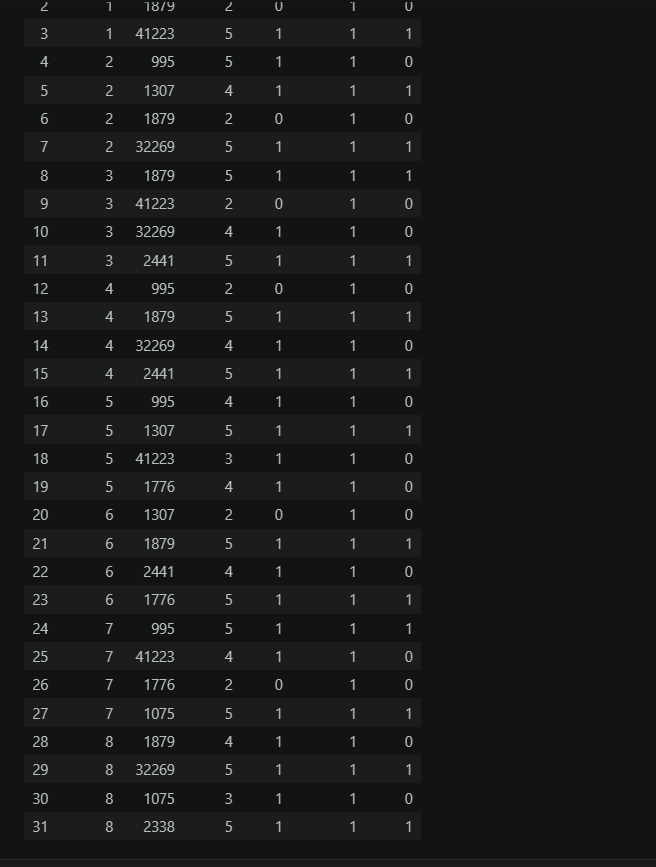 2 1 1879 2 0 1 0
3 1 41223 5 1 1 1
4 2 995 5 1 1 0
5 2 1307 4 1 1 1
6 2 1879 2 0 1 0
7 2 32269 5 1 1 1
8 3 1879 5 1 1 1
9 3 41223 2 0 1 0
10 3 32269 4 1 1 0
11 3 2441 5 1 1 1
12 4 995 2 0 1 0
13 4 1879 5 1 1 1
14 4 32269 4 1 1 0
15 4 2441 5 1 1 1
16 5 995 4 1 1 0
17 5 1307 5 1 1 1
18 5 41223 3 1 1 0
19 5 1776 4 1 1 0
20 6 1307 2 0 1 0
21 6 1879 5 1 1 1
22 6 2441 4 1 1 0
23 6 1776 5 1 1 1
24 7 995 5 1 1 1
25 7 41223 4 1 1 0
26 7 1776 2 0 1 0
27 7 1075 5 1 1 1
28 8 1879 4 1 1 0
29 8 32269 5 1 1 1
30 8 1075 3 1 1 0
31 8 2338 5 1 1 1